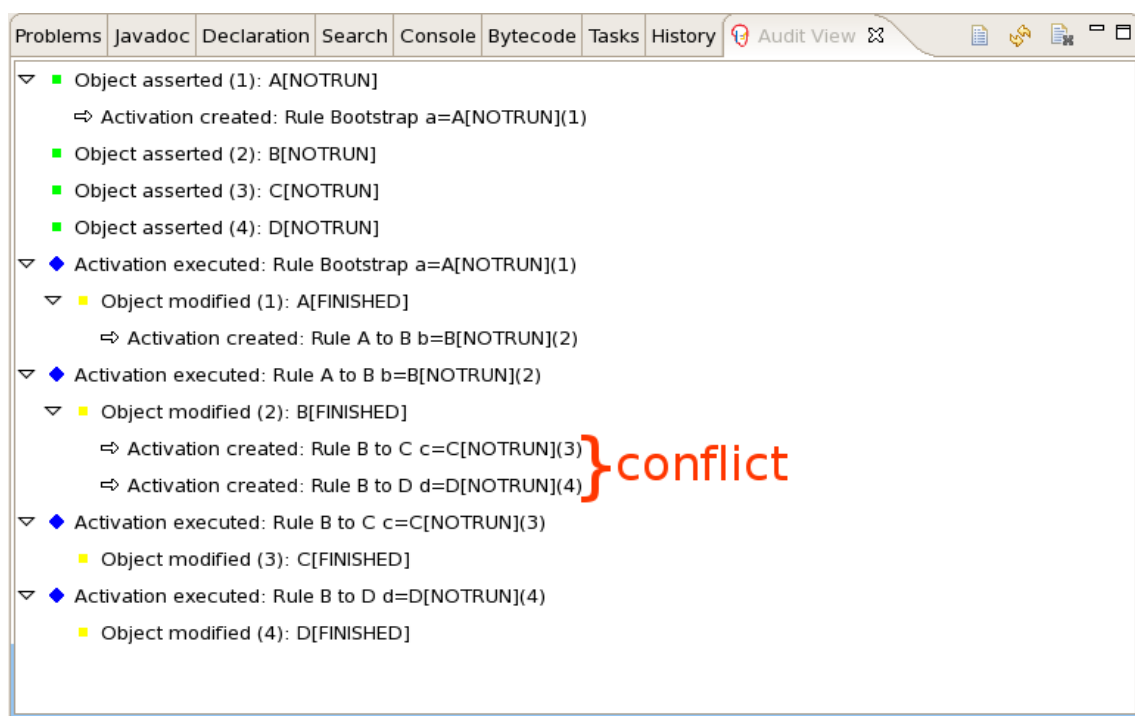 Problems Javadoc Declaration Search Console Bytecode Tasks History Audit View
Object asserted (1): A[NOTRUN]
Activation created: Rule Bootstrap a=A[NOTRUN](1)
Object asserted (2): B[NOTRUN]
Object asserted (3): C[NOTRUN]
Object asserted (4): D[NOTRUN]
Activation executed: Rule Bootstrap a=A[NOTRUN](1)
Object modified (1): A[FINISHED]
Activation created: Rule A to B b=B[NOTRUN](2)
Activation executed: Rule A to B b=B[NOTRUN](2)
Object modified (2): B[FINISHED]
Activation created: Rule B to C c=C[NOTRUN](3)
Activation created: Rule B to D d=D[NOTRUN](4)
}conflict
Activation executed: Rule B to C c=C[NOTRUN](3)
Object modified (3): C[FINISHED]
Activation executed: Rule B to D d=D[NOTRUN](4)
Object modified (4): D[FINISHED]